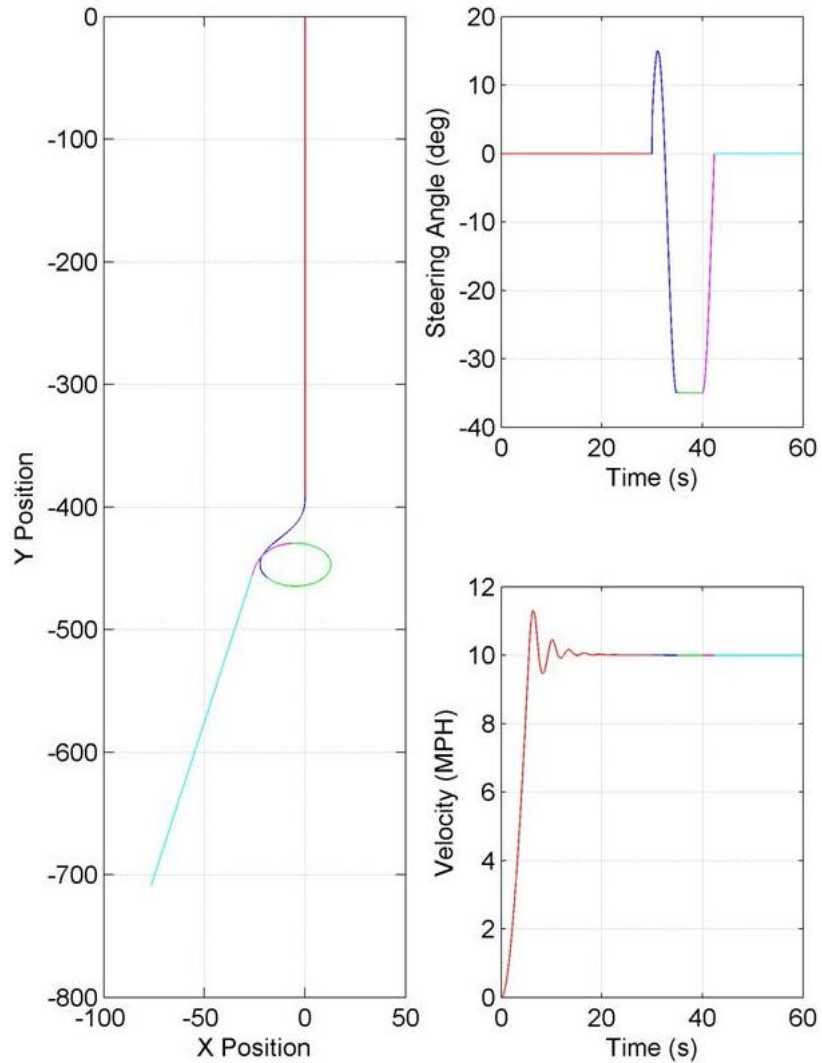 0
-100
-200
-300
-400
-500
-600
-700
-800
-100 -50 0 50
X Position
Y Position
20
10
0
-10
-20
-30
-40
0 20 40 60
Time (s)
Steering Angle (deg)
12
10
8
6
4
2
0
0 20 40 60
Time (s)
Velocity (MPH)